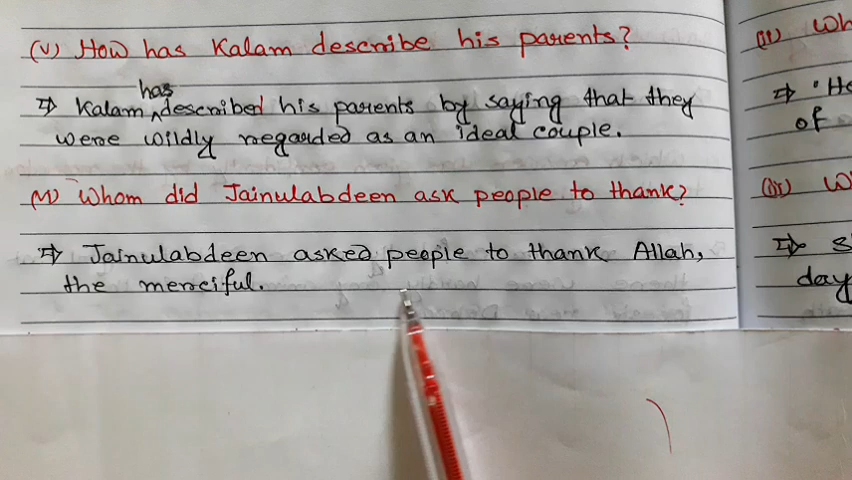 (V) How has Kalam describe his parents?
⇒ Kalam has described his parents by saying that they
were wildly regarded as an ideal couple.
(VI) Whom did Jainulabdeen ask people to thank?
⇒ Jainulabdeen asked people to thank Allah,
the merciful.
(II) Wh
⇒ "He
of
(III) W
⇒ S
day